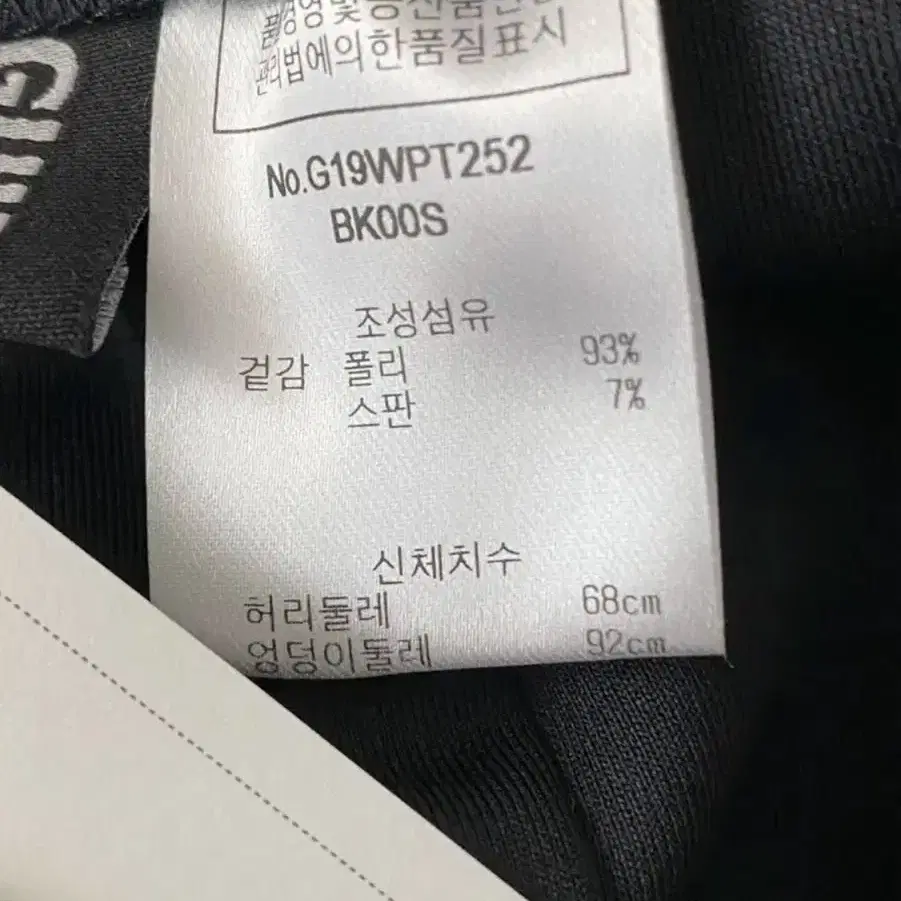 관리법에의한품질표시
No.G19WPT252
BK00S
조성섬유
겉감 폴리 93%
스판 7%
신체치수
허리둘레 68cm
엉덩이둘레 92cm